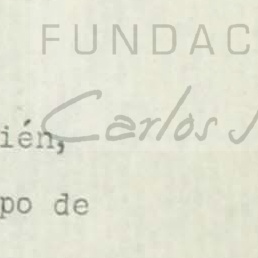 FUNDAC
Carlos J
ién,
po de